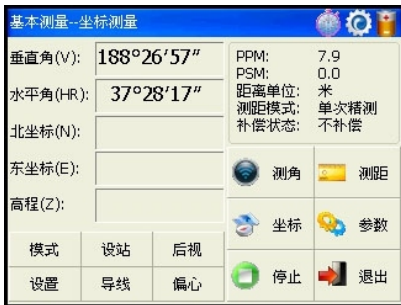 基本测量--坐标测量
垂直角(V): 188°26′57″
水平角(HR): 37°28′17″
北坐标(N):
东坐标(E):
高程(Z):
PPM: 7.9
PSM: 0.0
距离单位: 米
测距模式: 单次精测
补偿状态: 不补偿
测角 测距
坐标 参数
停止 退出
模式 设站 后视
设置 导线 偏心